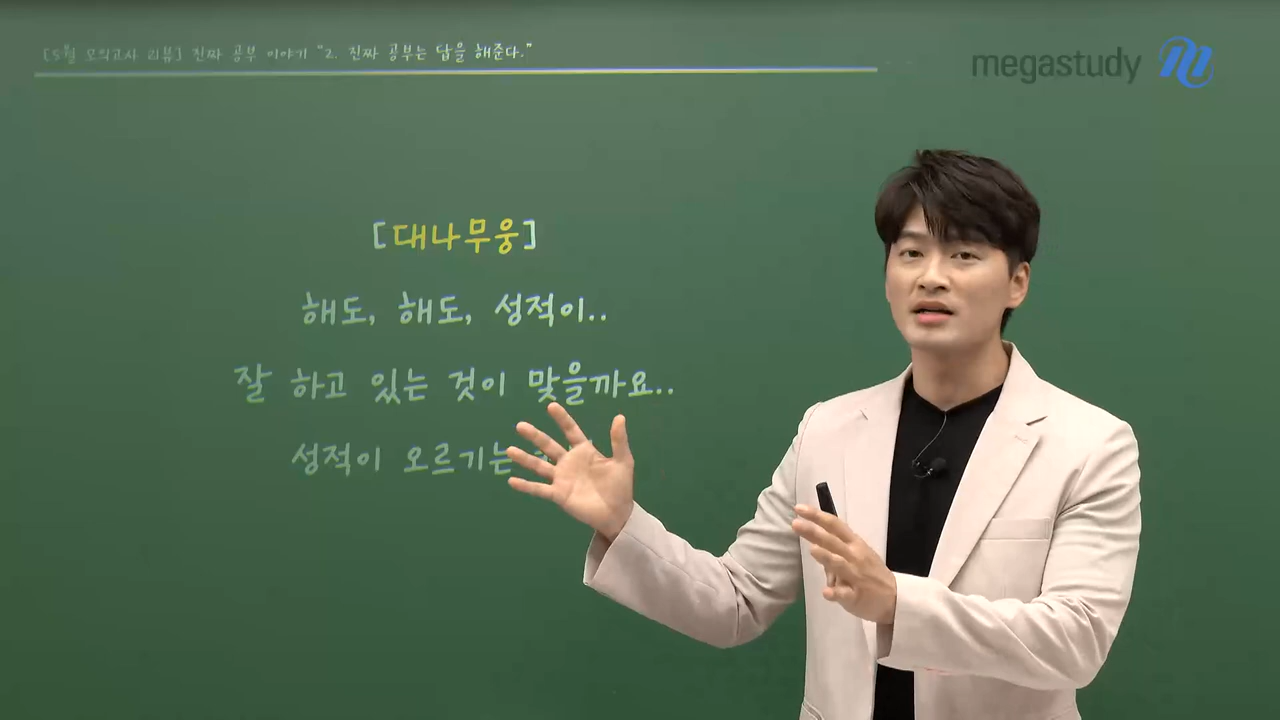 [5월 모의고사 리뷰] 진짜 공부 이야기 "2. 진짜 공부는 답을 해준다."
megastudy
[대나무웅]
해도, 해도, 성적이..
잘 하고 있는 것이 맞을까요..
성적이 오르기는